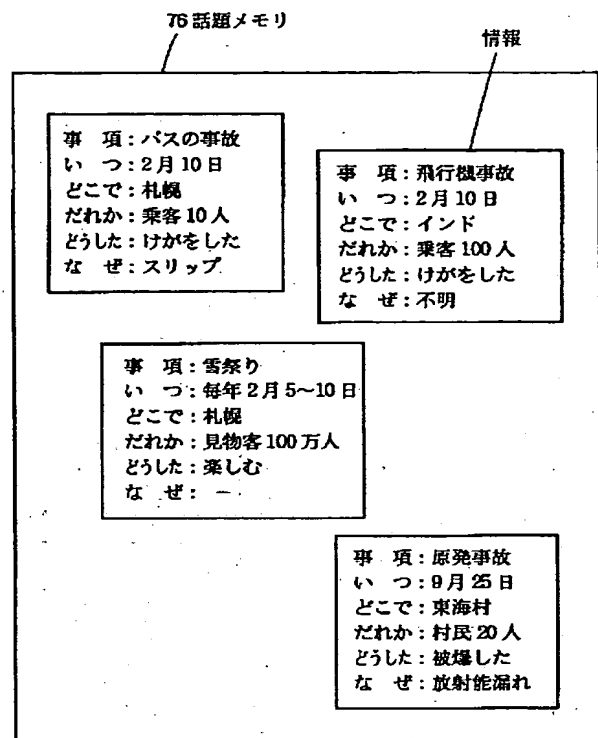 76 話題メモリ
情報
事 項：バスの事故
い つ：2月10日
どこで：札幌
だれか：乗客10人
どうした：けがをした
な ぜ：スリップ
事 項：飛行機事故
い つ：2月10日
どこで：インド
だれか：乗客100人
どうした：けがをした
な ぜ：不明
事 項：雪祭り
い つ：毎年2月5〜10日
どこで：札幌
だれか：見物客100万人
どうした：楽しむ
な ぜ： －
事 項：原発事故
い つ：9月25日
どこで：東海村
だれか：村民20人
どうした：被爆した
な ぜ：放射能漏れ